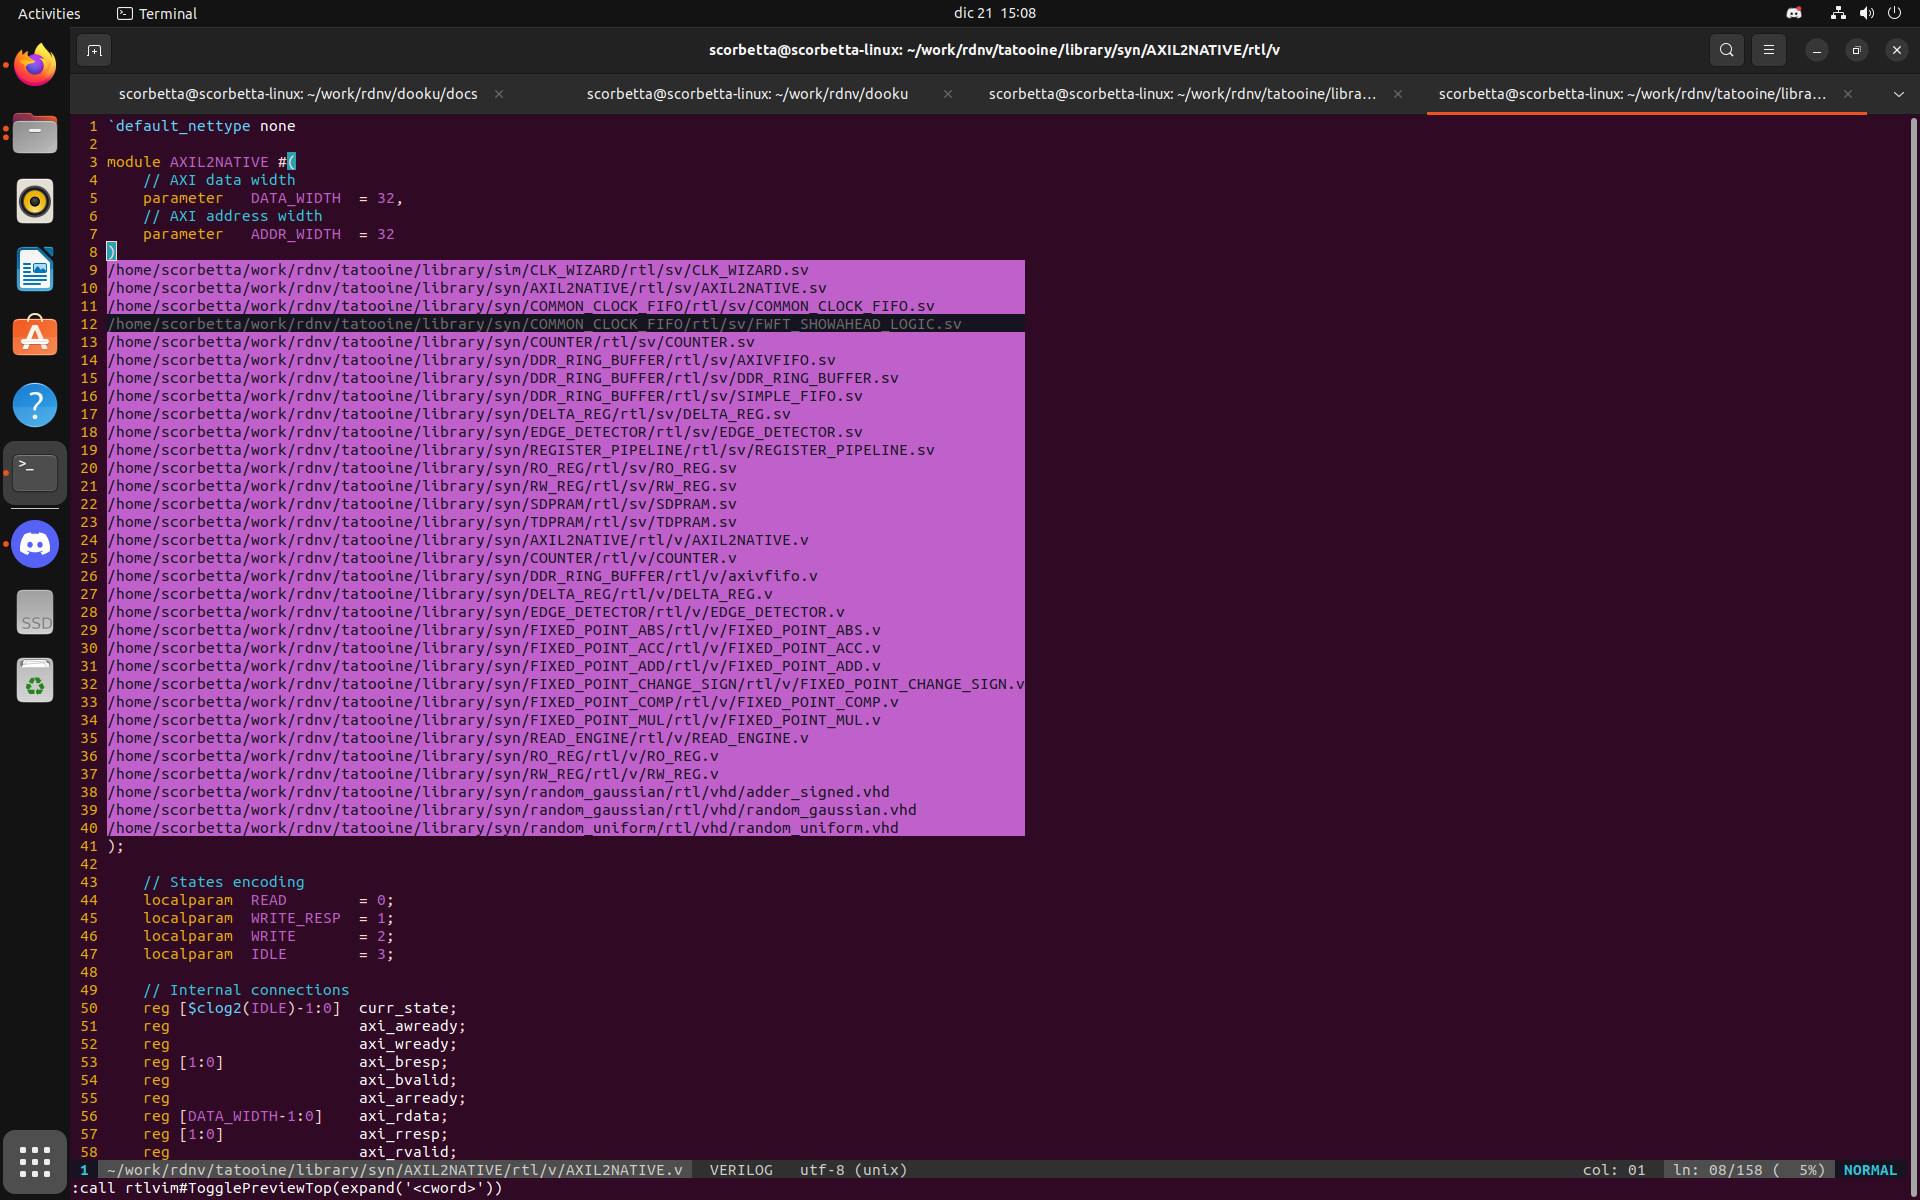 Activities
Terminal
dic 21 15:08
scorbetta@scorbetta-linux: ~/work/rdnv/tatooine/library/syn/AXIL2NATIVE/rtl/v
scorbetta@scorbetta-linux: ~/work/rdnv/dooku/docs
scorbetta@scorbetta-linux: ~/work/rdnv/dooku
scorbetta@scorbetta-linux: ~/work/rdnv/tatooine/libra...
scorbetta@scorbetta-linux: ~/work/rdnv/tatooine/libra...
1 `default_nettype none
2
3 module AXIL2NATIVE #(
4     // AXI data width
5     parameter   DATA_WIDTH  = 32,
6     // AXI address width
7     parameter   ADDR_WIDTH  = 32
8 )
9 /home/scorbetta/work/rdnv/tatooine/library/sim/CLK_WIZARD/rtl/sv/CLK_WIZARD.sv
10 /home/scorbetta/work/rdnv/tatooine/library/syn/AXIL2NATIVE/rtl/sv/AXIL2NATIVE.sv
11 /home/scorbetta/work/rdnv/tatooine/library/syn/COMMON_CLOCK_FIFO/rtl/sv/COMMON_CLOCK_FIFO.sv
12 /home/scorbetta/work/rdnv/tatooine/library/syn/COMMON_CLOCK_FIFO/rtl/sv/FWFT_SHOWAHEAD_LOGIC.sv
13 /home/scorbetta/work/rdnv/tatooine/library/syn/COUNTER/rtl/sv/COUNTER.sv
14 /home/scorbetta/work/rdnv/tatooine/library/syn/DDR_RING_BUFFER/rtl/sv/AXIVFIFO.sv
15 /home/scorbetta/work/rdnv/tatooine/library/syn/DDR_RING_BUFFER/rtl/sv/DDR_RING_BUFFER.sv
16 /home/scorbetta/work/rdnv/tatooine/library/syn/DDR_RING_BUFFER/rtl/sv/SIMPLE_FIFO.sv
17 /home/scorbetta/work/rdnv/tatooine/library/syn/DELTA_REG/rtl/sv/DELTA_REG.sv
18 /home/scorbetta/work/rdnv/tatooine/library/syn/EDGE_DETECTOR/rtl/sv/EDGE_DETECTOR.sv
19 /home/scorbetta/work/rdnv/tatooine/library/syn/REGISTER_PIPELINE/rtl/sv/REGISTER_PIPELINE.sv
20 /home/scorbetta/work/rdnv/tatooine/library/syn/RO_REG/rtl/sv/RO_REG.sv
21 /home/scorbetta/work/rdnv/tatooine/library/syn/RW_REG/rtl/sv/RW_REG.sv
22 /home/scorbetta/work/rdnv/tatooine/library/syn/SDPRAM/rtl/sv/SDPRAM.sv
23 /home/scorbetta/work/rdnv/tatooine/library/syn/TDPRAM/rtl/sv/TDPRAM.sv
24 /home/scorbetta/work/rdnv/tatooine/library/syn/AXIL2NATIVE/rtl/v/AXIL2NATIVE.v
25 /home/scorbetta/work/rdnv/tatooine/library/syn/COUNTER/rtl/v/COUNTER.v
26 /home/scorbetta/work/rdnv/tatooine/library/syn/DDR_RING_BUFFER/rtl/v/axivfifo.v
27 /home/scorbetta/work/rdnv/tatooine/library/syn/DELTA_REG/rtl/v/DELTA_REG.v
28 /home/scorbetta/work/rdnv/tatooine/library/syn/EDGE_DETECTOR/rtl/v/EDGE_DETECTOR.v
29 /home/scorbetta/work/rdnv/tatooine/library/syn/FIXED_POINT_ABS/rtl/v/FIXED_POINT_ABS.v
30 /home/scorbetta/work/rdnv/tatooine/library/syn/FIXED_POINT_ACC/rtl/v/FIXED_POINT_ACC.v
31 /home/scorbetta/work/rdnv/tatooine/library/syn/FIXED_POINT_ADD/rtl/v/FIXED_POINT_ADD.v
32 /home/scorbetta/work/rdnv/tatooine/library/syn/FIXED_POINT_CHANGE_SIGN/rtl/v/FIXED_POINT_CHANGE_SIGN.v
33 /home/scorbetta/work/rdnv/tatooine/library/syn/FIXED_POINT_COMP/rtl/v/FIXED_POINT_COMP.v
34 /home/scorbetta/work/rdnv/tatooine/library/syn/FIXED_POINT_MUL/rtl/v/FIXED_POINT_MUL.v
35 /home/scorbetta/work/rdnv/tatooine/library/syn/READ_ENGINE/rtl/v/READ_ENGINE.v
36 /home/scorbetta/work/rdnv/tatooine/library/syn/RO_REG/rtl/v/RO_REG.v
37 /home/scorbetta/work/rdnv/tatooine/library/syn/RW_REG/rtl/v/RW_REG.v
38 /home/scorbetta/work/rdnv/tatooine/library/syn/random_gaussian/rtl/vhd/adder_signed.vhd
39 /home/scorbetta/work/rdnv/tatooine/library/syn/random_gaussian/rtl/vhd/random_gaussian.vhd
40 /home/scorbetta/work/rdnv/tatooine/library/syn/random_uniform/rtl/vhd/random_uniform.vhd
41 );
42
43     // States encoding
44     localparam  READ        = 0;
45     localparam  WRITE_RESP  = 1;
46     localparam  WRITE       = 2;
47     localparam  IDLE        = 3;
48
49     // Internal connections
50     reg [$clog2(IDLE)-1:0]  curr_state;
51     reg                     axi_awready;
52     reg                     axi_wready;
53     reg [1:0]               axi_bresp;
54     reg                     axi_bvalid;
55     reg                     axi_arready;
56     reg [DATA_WIDTH-1:0]    axi_rdata;
57     reg [1:0]               axi_rresp;
58     reg                     axi_rvalid;
SSD
1 ~/work/rdnv/tatooine/library/syn/AXIL2NATIVE/rtl/v/AXIL2NATIVE.v   VERILOG   utf-8 (unix)   col: 01   ln: 08/158 (  5%)   NORMAL
:call rtlvim#TogglePreviewTop(expand('<cword>'))